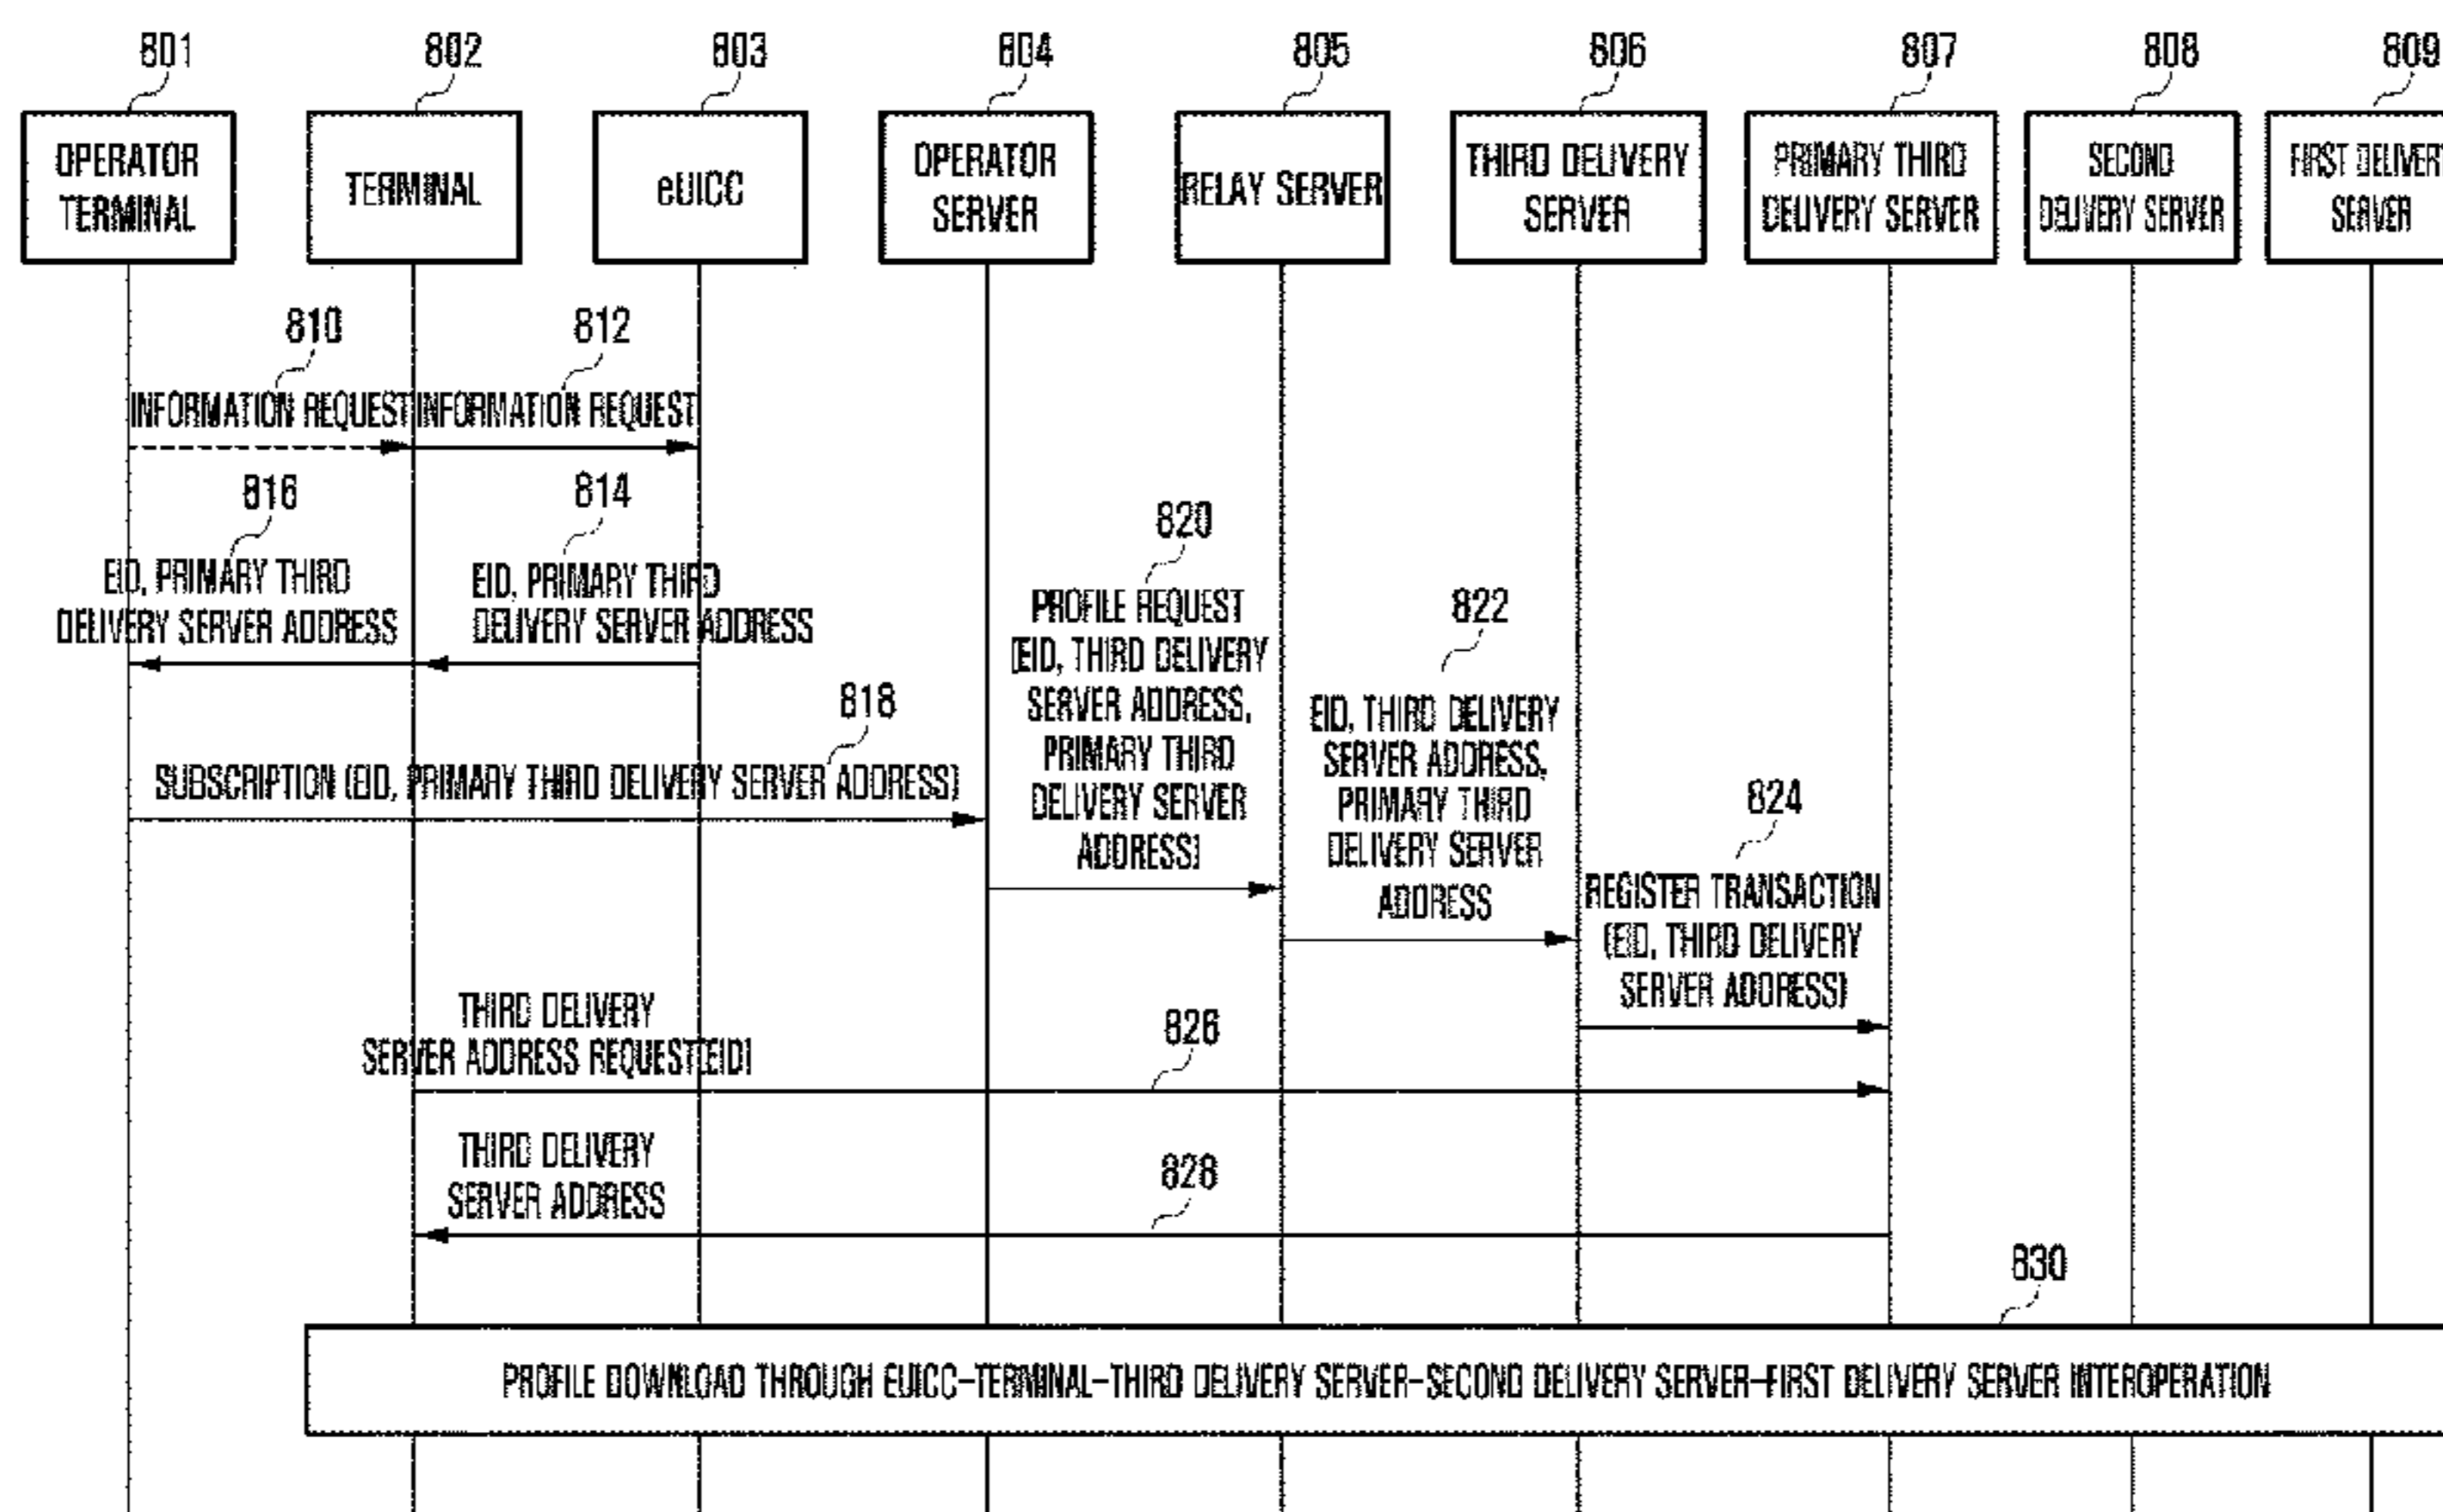 801
802
803
804
805
806
807
808
809
OPERATOR
TERMINAL
TERMINAL
eUICC
OPERATOR
SERVER
RELAY SERVER
THIRD DELIVERY
SERVER
PRIMARY THIRD
DELIVERY SERVER
SECOND
DELIVERY SERVER
FIRST DELIVERY
SERVER
810
812
INFORMATION REQUEST
INFORMATION REQUEST
816
814
EID, PRIMARY THIRD
DELIVERY SERVER ADDRESS
EID, PRIMARY THIRD
DELIVERY SERVER ADDRESS
818
SUBSCRIPTION (EID, PRIMARY THIRD DELIVERY SERVER ADDRESS)
820
PROFILE REQUEST
(EID, THIRD DELIVERY
SERVER ADDRESS,
PRIMARY THIRD
DELIVERY SERVER
ADDRESS)
822
EID, THIRD DELIVERY
SERVER ADDRESS,
PRIMARY THIRD
DELIVERY SERVER
ADDRESS
824
REGISTER TRANSACTION
(EID, THIRD DELIVERY
SERVER ADDRESS)
THIRD DELIVERY
SERVER ADDRESS REQUEST(EID)
826
THIRD DELIVERY
SERVER ADDRESS
828
830
PROFILE DOWNLOAD THROUGH EUICC-TERMINAL-THIRD DELIVERY SERVER-SECOND DELIVERY SERVER-FIRST DELIVERY SERVER INTEROPERATION